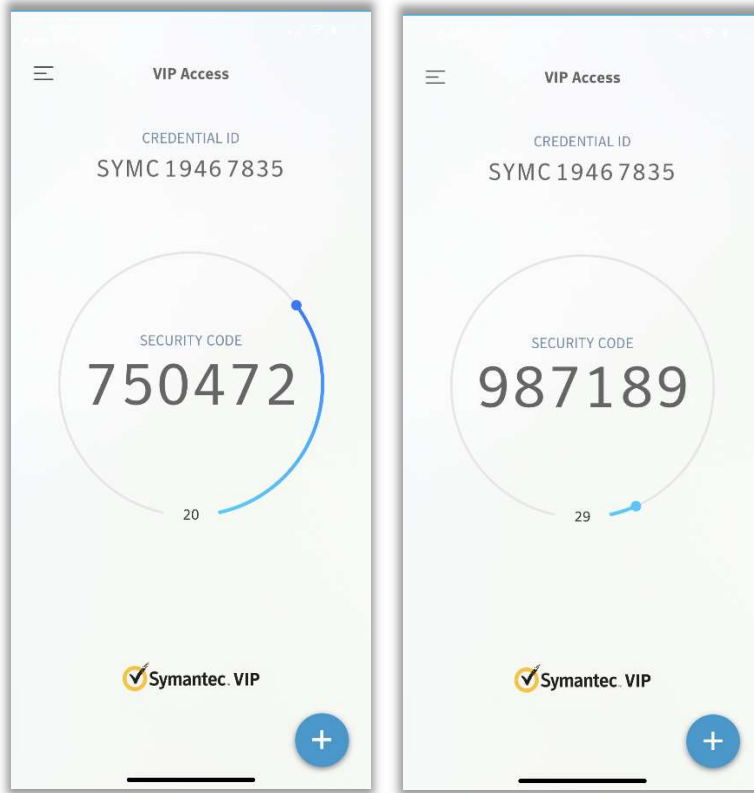 VIP Access
CREDENTIAL ID
SYMC 1946 7835
SECURITY CODE
750472
20
Symantec. VIP
VIP Access
CREDENTIAL ID
SYMC 1946 7835
SECURITY CODE
987189
29
Symantec. VIP